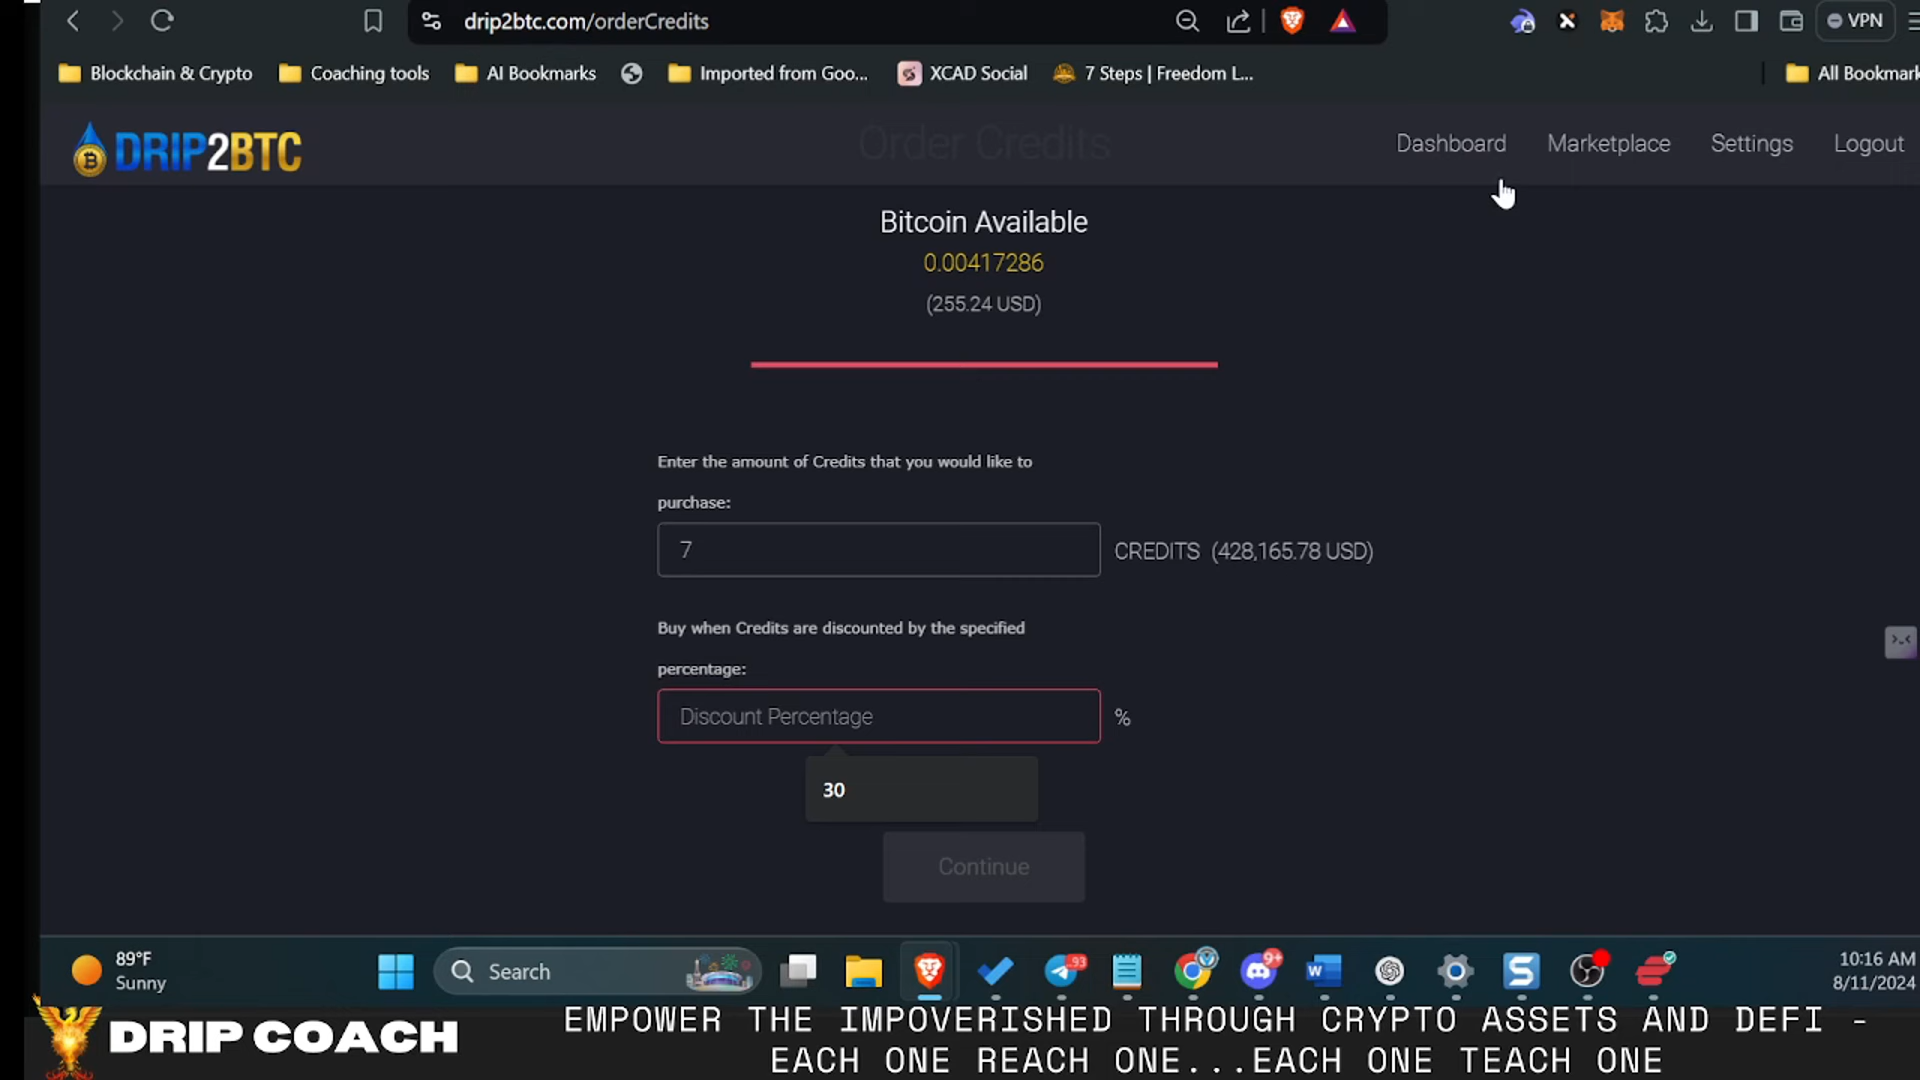 drip2btc.com/orderCredits
VPN
Blockchain & Crypto
Coaching tools
AI Bookmarks
Imported from Goo...
XCAD Social
7 Steps | Freedom L...
All Bookmark
DRIP2BTC
Order Credits
Dashboard
Marketplace
Settings
Logout
Bitcoin Available
0.00417286
(255.24 USD)
Enter the amount of Credits that you would like to
purchase:
7
CREDITS (428,165.78 USD)
Buy when Credits are discounted by the specified
percentage:
Discount Percentage
%
30
Continue
89°F
Sunny
Search
93
9+
10:16 AM
8/11/2024
DRIP COACH
EMPOWER THE IMPOVERISHED THROUGH CRYPTO ASSETS AND DEFI -
EACH ONE REACH ONE...EACH ONE TEACH ONE